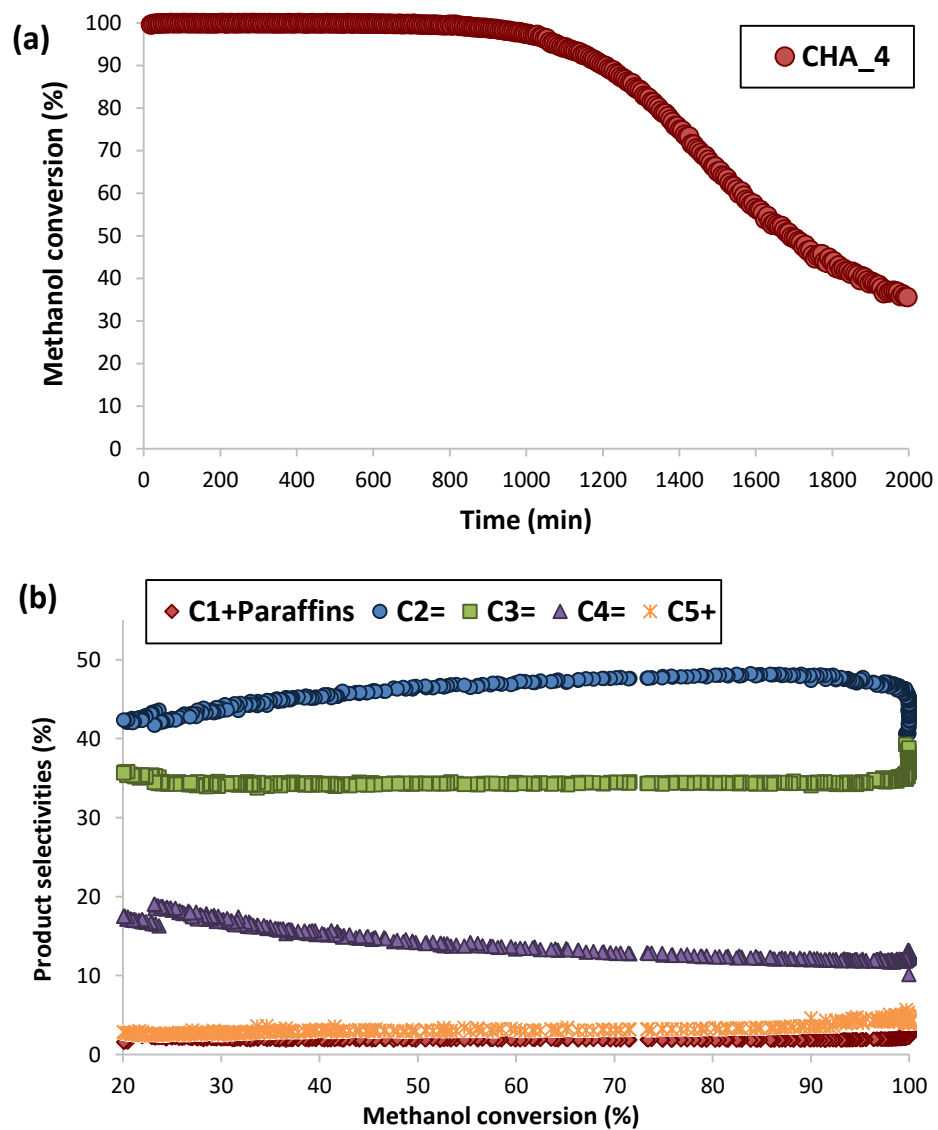 (a)
CHA_4
Methanol conversion (%)
100
90
80
70
60
50
40
30
20
10
0
0 200 400 600 800 1000 1200 1400 1600 1800 2000
Time (min)
(b)
C1+Paraffins C2= C3= C4= C5+
Product selectivities (%)
50
40
30
20
10
0
20 30 40 50 60 70 80 90 100
Methanol conversion (%)